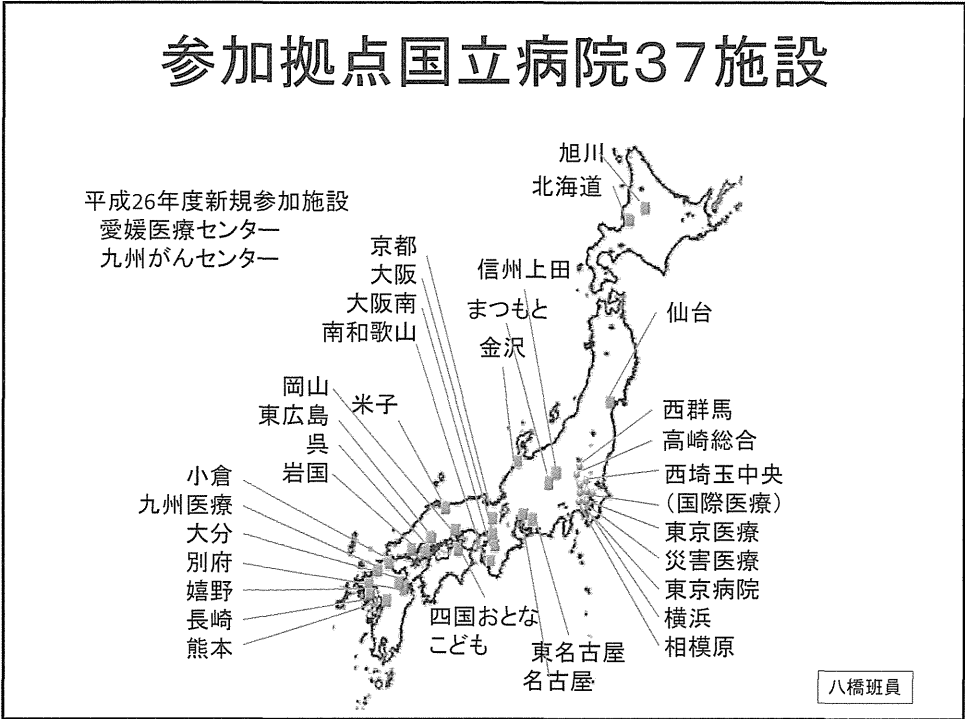 参加拠点国立病院37施設
平成26年度新規参加施設
愛媛医療センター
九州がんセンター
旭川
北海道
京都
大阪
大阪南
南和歌山
信州上田
まつもと
金沢
仙台
岡山
東広島
呉
岩国
米子
西群馬
高崎総合
西埼玉中央
(国際医療)
東京医療
災害医療
東京病院
横浜
相模原
小倉
九州医療
大分
別府
嬉野
長崎
熊本
四国おとな
こども
東名古屋
名古屋
八橋班員